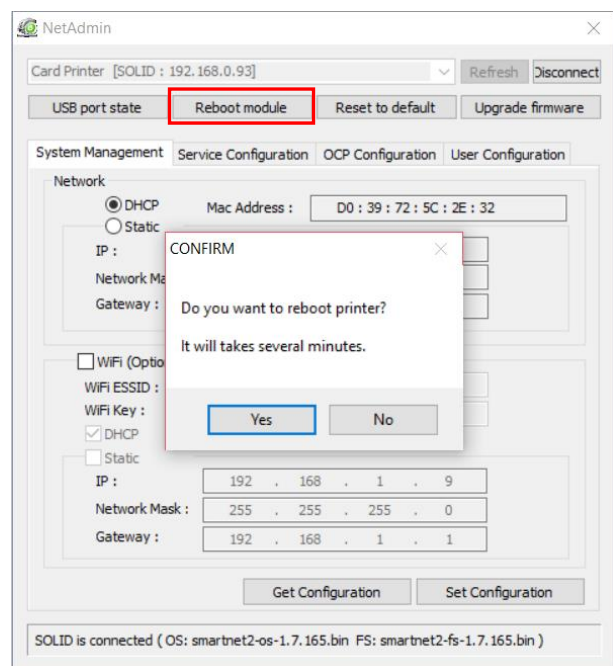 NetAdmin
Card Printer [SOLID : 192.168.0.93] Refresh Disconnect
USB port state Reboot module Reset to default Upgrade firmware
System Management Service Configuration OCP Configuration User Configuration
Network
DHCP Mac Address : D0 : 39 : 72 : 5C : 2E : 32
Static
IP :
Network Ma
Gateway :
CONFIRM
Do you want to reboot printer?
It will takes several minutes.
Yes No
WiFi (Optio
WiFi ESSID :
WiFi Key :
DHCP
Static
IP : 192 . 168 . 1 . 9
Network Mask : 255 . 255 . 255 . 0
Gateway : 192 . 168 . 1 . 1
Get Configuration Set Configuration
SOLID is connected ( OS: smartnet2-os-1.7.165.bin FS: smartnet2-fs-1.7.165.bin )